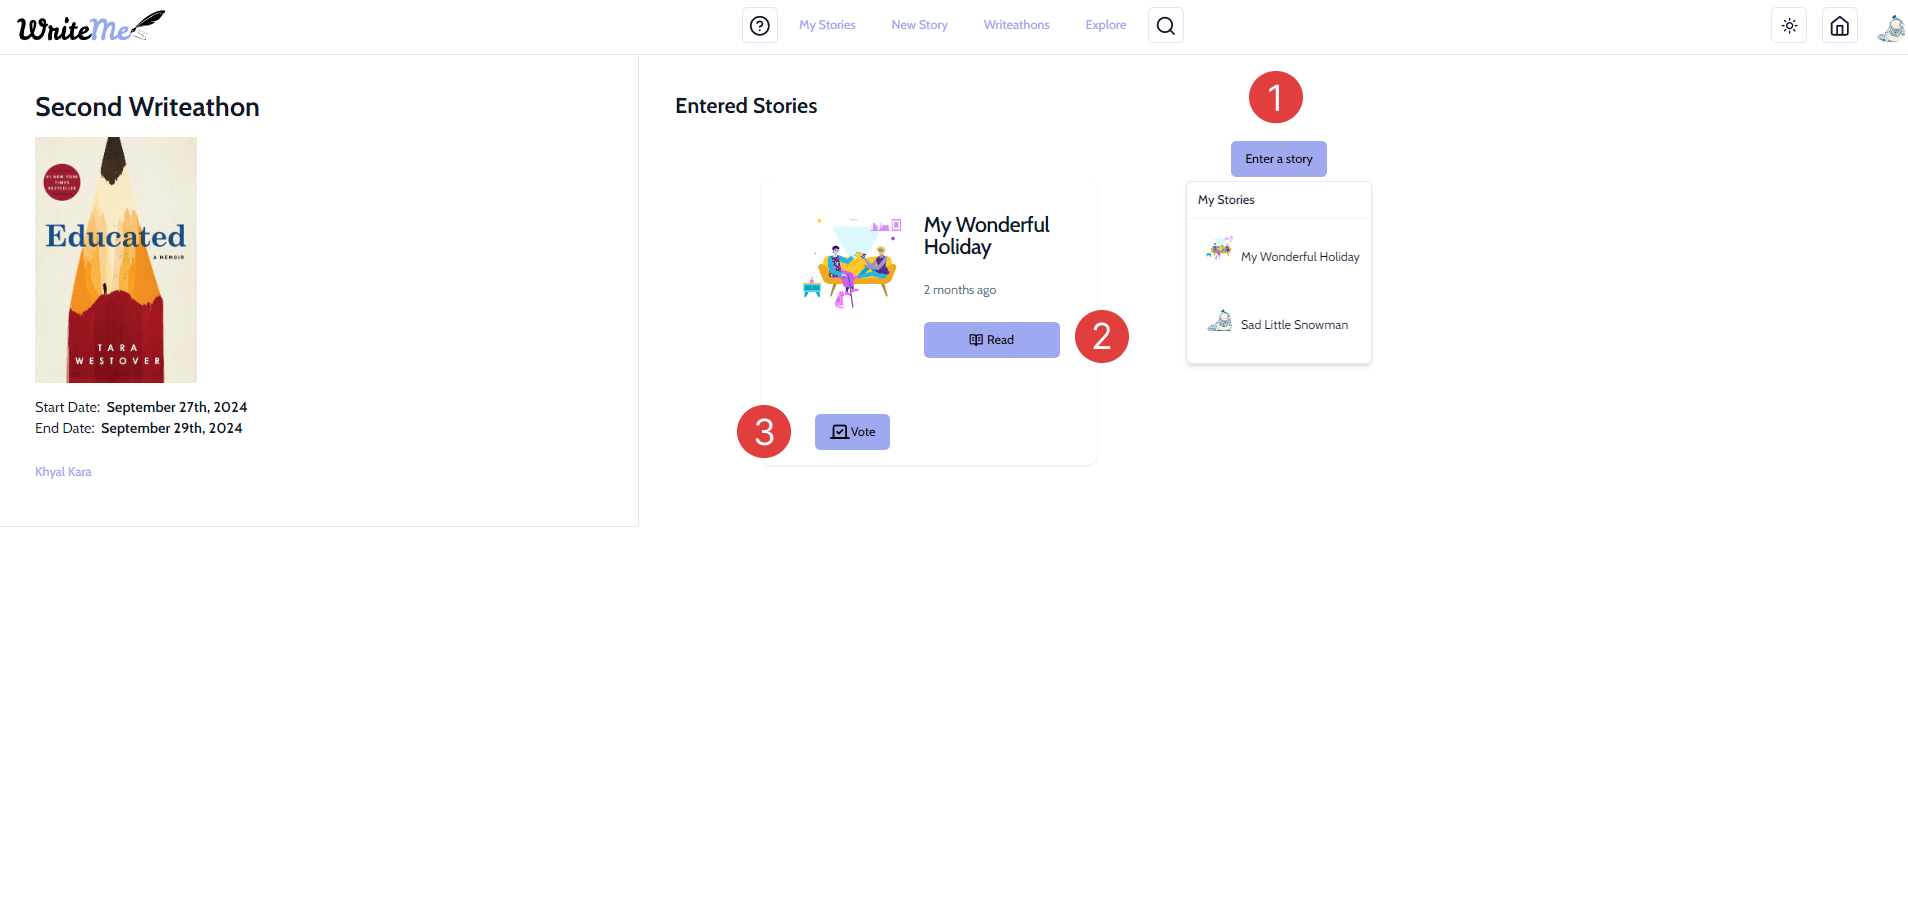 WriteMe
My Stories
New Story
Writeathons
Explore
Second Writeathon
#1 NEW YORK
TIMES
BESTSELLER
Educated
A MEMOIR
TARA
WESTOVER
Start Date: September 27th, 2024
End Date: September 29th, 2024
Khyal Kara
Entered Stories
My Wonderful
Holiday
2 months ago
Read
2
3
Vote
1
Enter a story
My Stories
My Wonderful Holiday
Sad Little Snowman